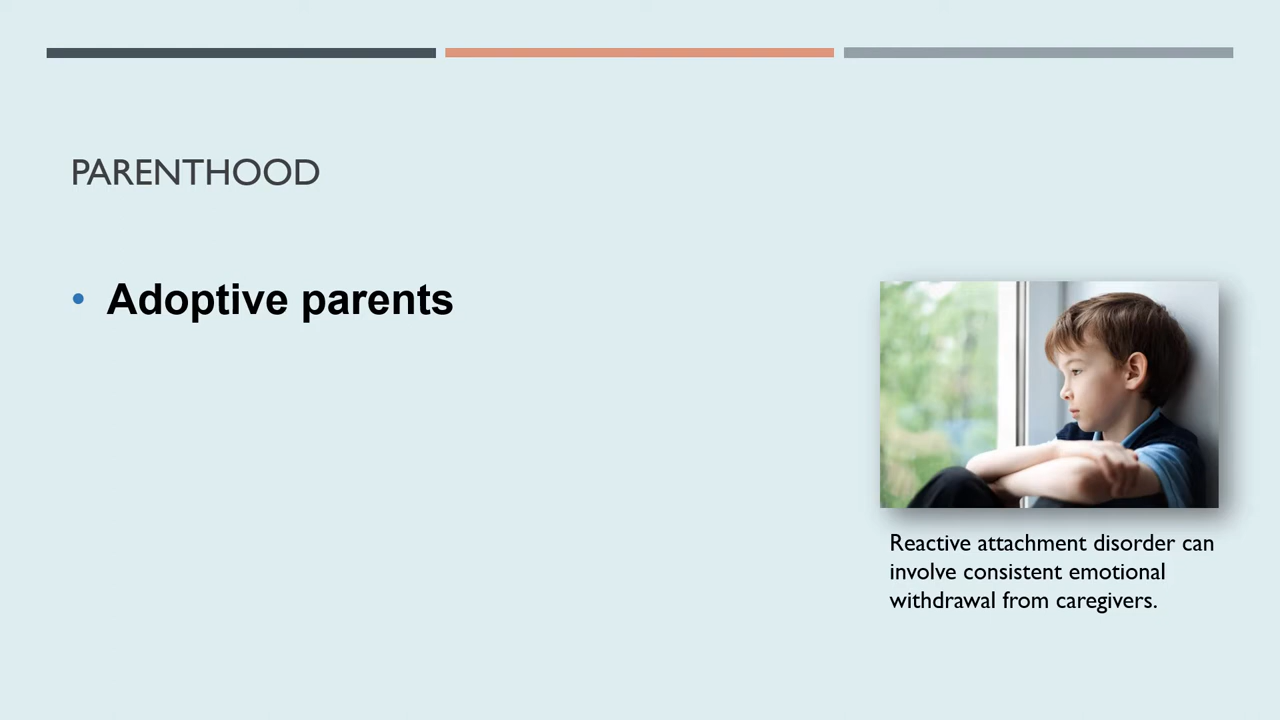 PARENTHOOD
• Adoptive parents
Reactive attachment disorder can
involve consistent emotional
withdrawal from caregivers.